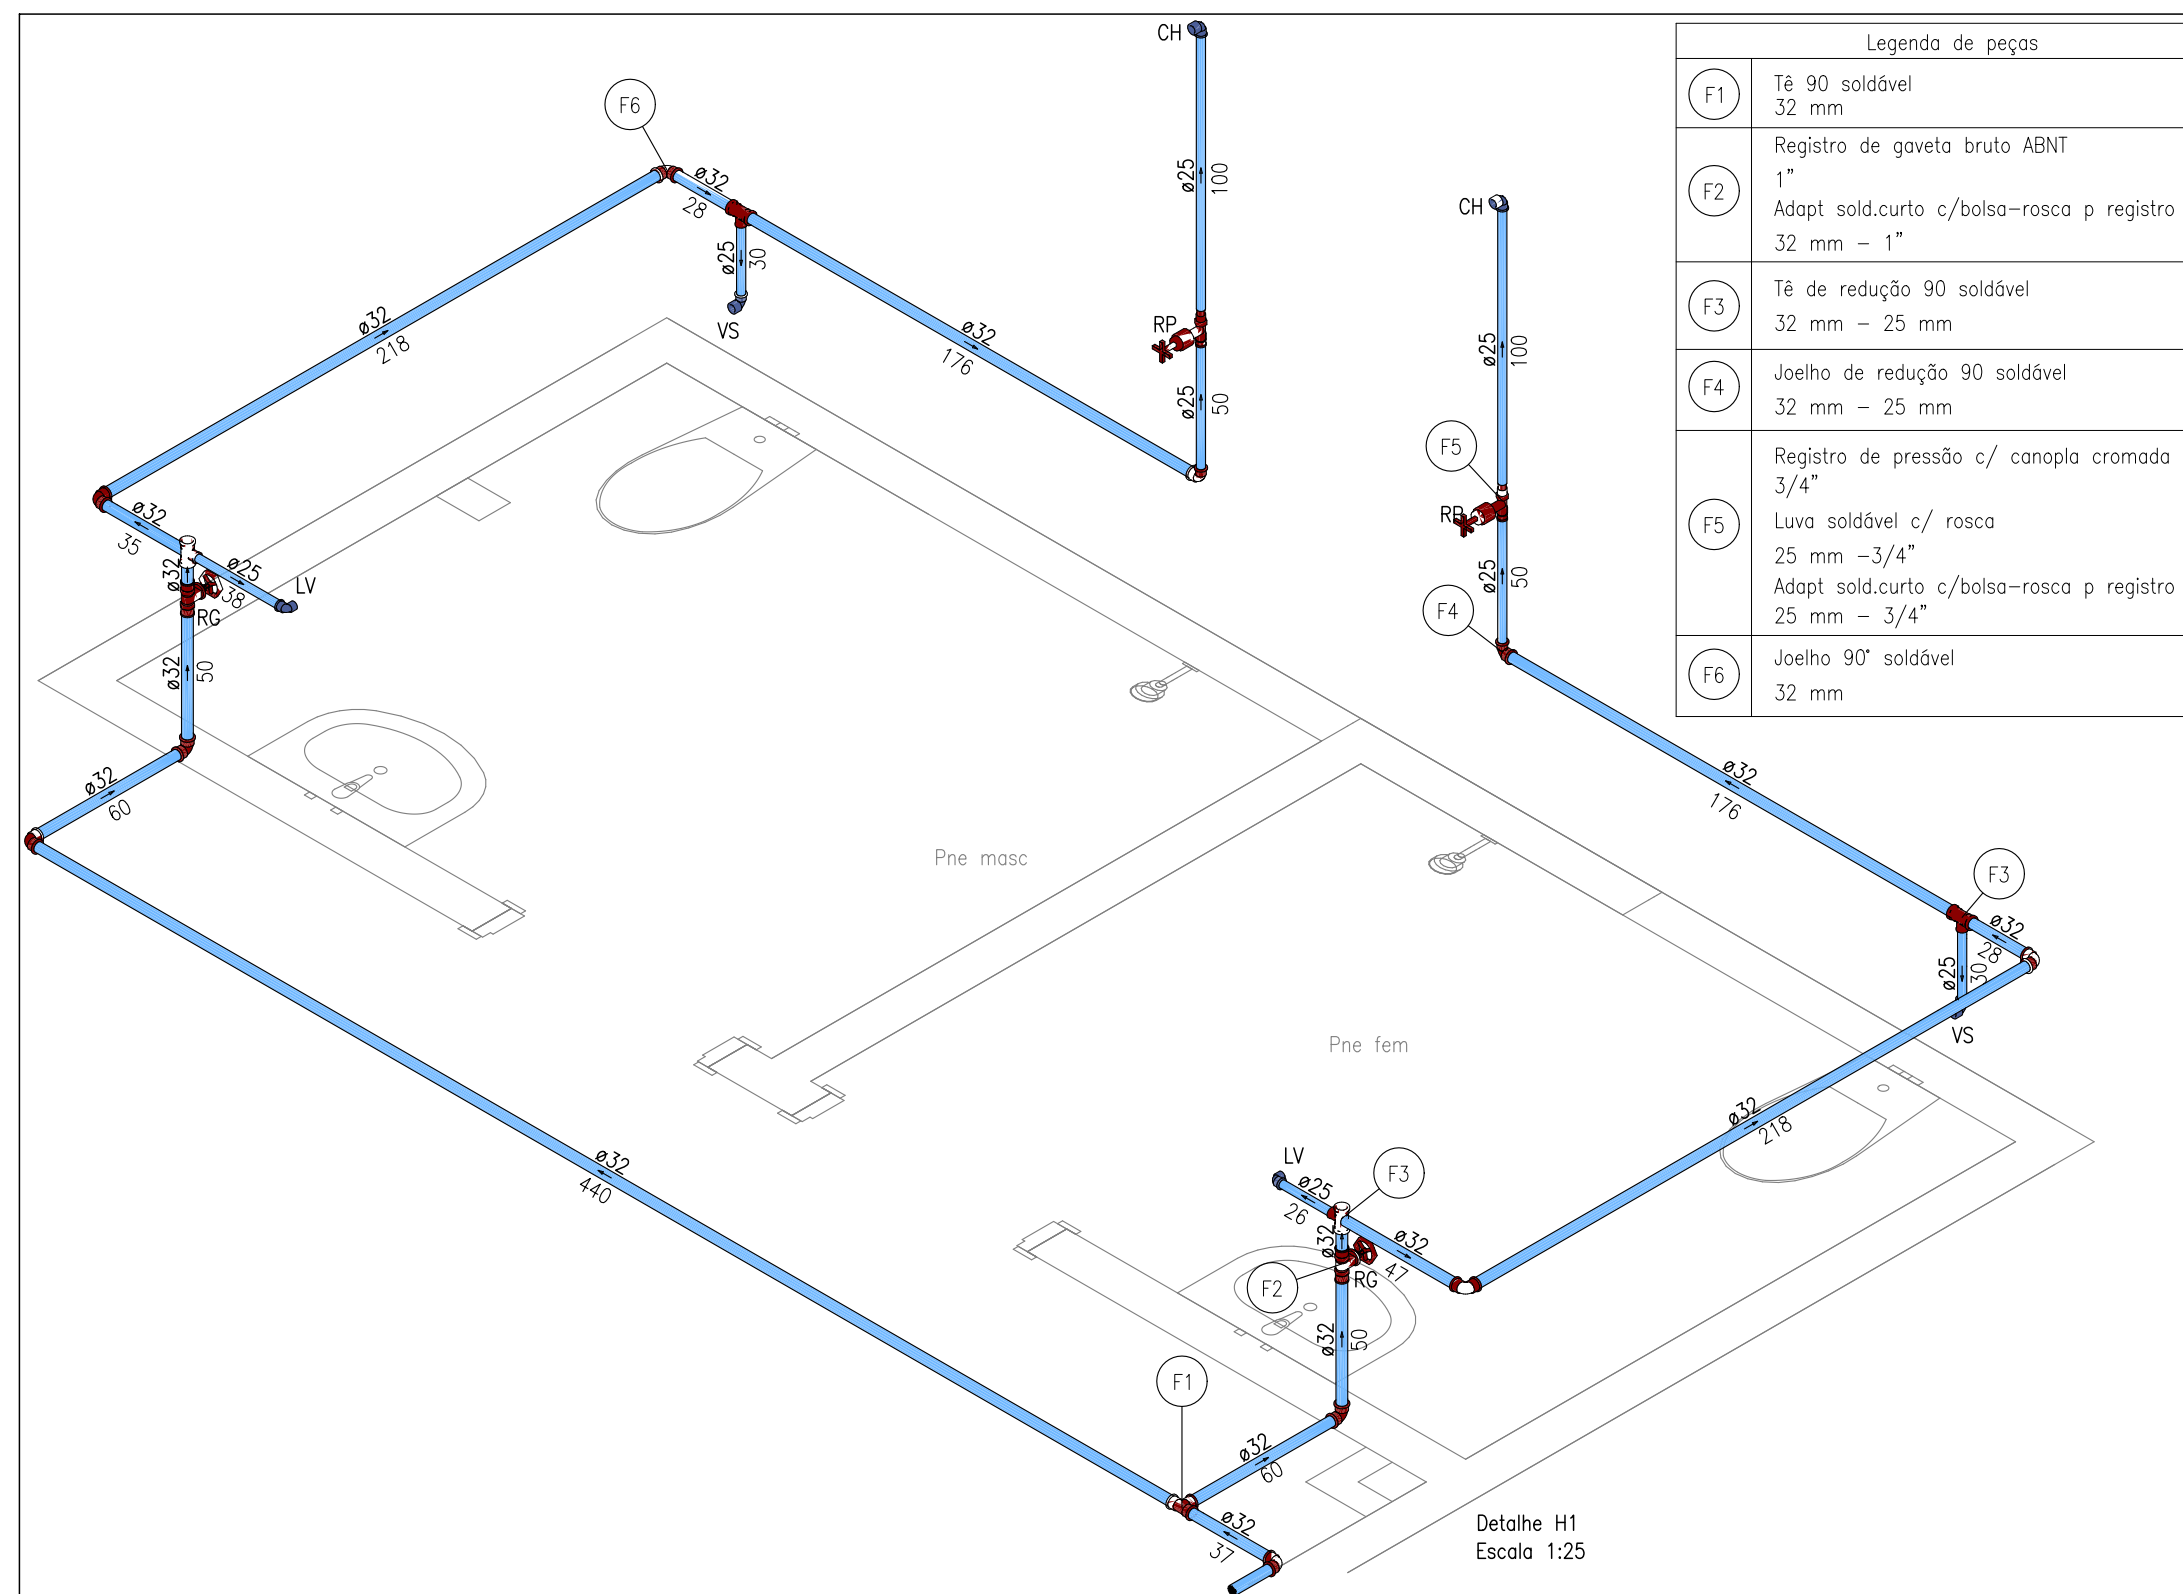 Legenda de peças
F1
Tê 90 soldável
32 mm
F2
Registro de gaveta bruto ABNT
1"
Adapt sold.curto c/bolsa-rosca p registro
32 mm - 1"
F3
Tê de redução 90 soldável
32 mm - 25 mm
F4
Joelho de redução 90 soldável
32 mm - 25 mm
F5
Registro de pressão c/ canopla cromada
3/4"
Luva soldável c/ rosca
25 mm -3/4"
Adapt sold.curto c/bolsa-rosca p registro
25 mm - 3/4"
F6
Joelho 90° soldável
32 mm
CH
F6
ø32
28
ø25
30
VS
ø25
100
RP
ø25
50
ø32
176
ø32
218
CH
ø25
100
F5
RP
ø25
50
F4
ø32
35
ø32
ø25
38
LV
RG
ø32
50
ø32
60
ø32
176
F3
ø32
28
ø25
30
VS
Pne masc
Pne fem
ø32
218
ø32
440
LV
ø25
26
F3
ø32
ø32
47
RG
F2
ø32
50
F1
ø32
60
ø32
37
Detalhe H1
Escala 1:25